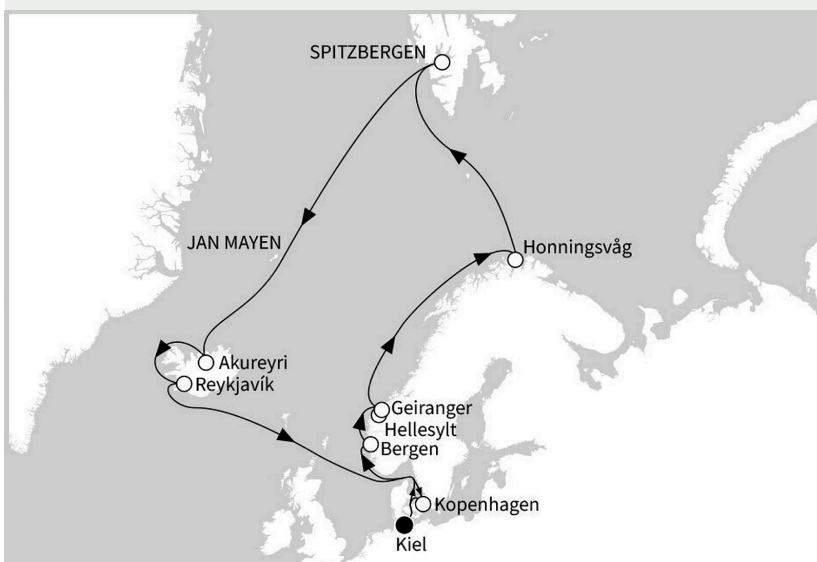 SPITZBERGEN
JAN MAYEN
Honningsvåg
Akureyri
Reykjavík
Geiranger
Hellesylt
Bergen
Kopenhagen
Kiel